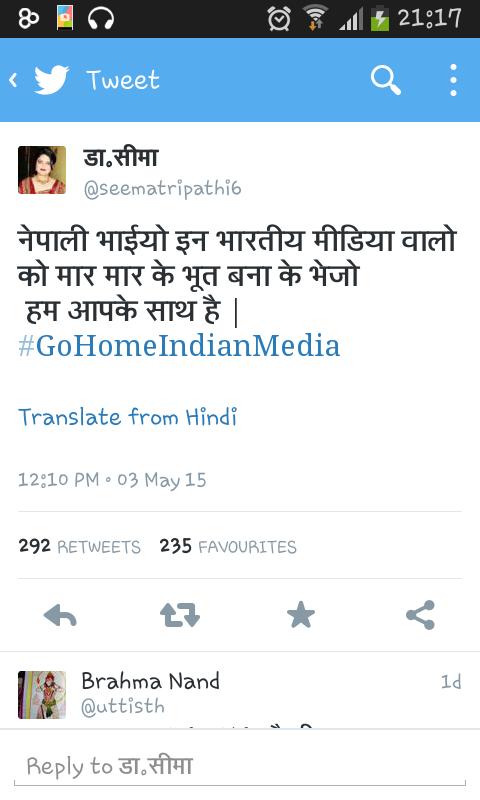 21:17
Tweet
डा॰सीमा
@seematripathi6
नेपाली भाईयो इन भारतीय मीडिया वालो
को मार मार के भूत बना के भेजो
हम आपके साथ है |
#GoHomeIndianMedia
Translate from Hindi
12:10 PM • 03 May 15
292 RETWEETS 235 FAVOURITES
Brahma Nand 1d
@uttisth
Reply to डा॰सीमा